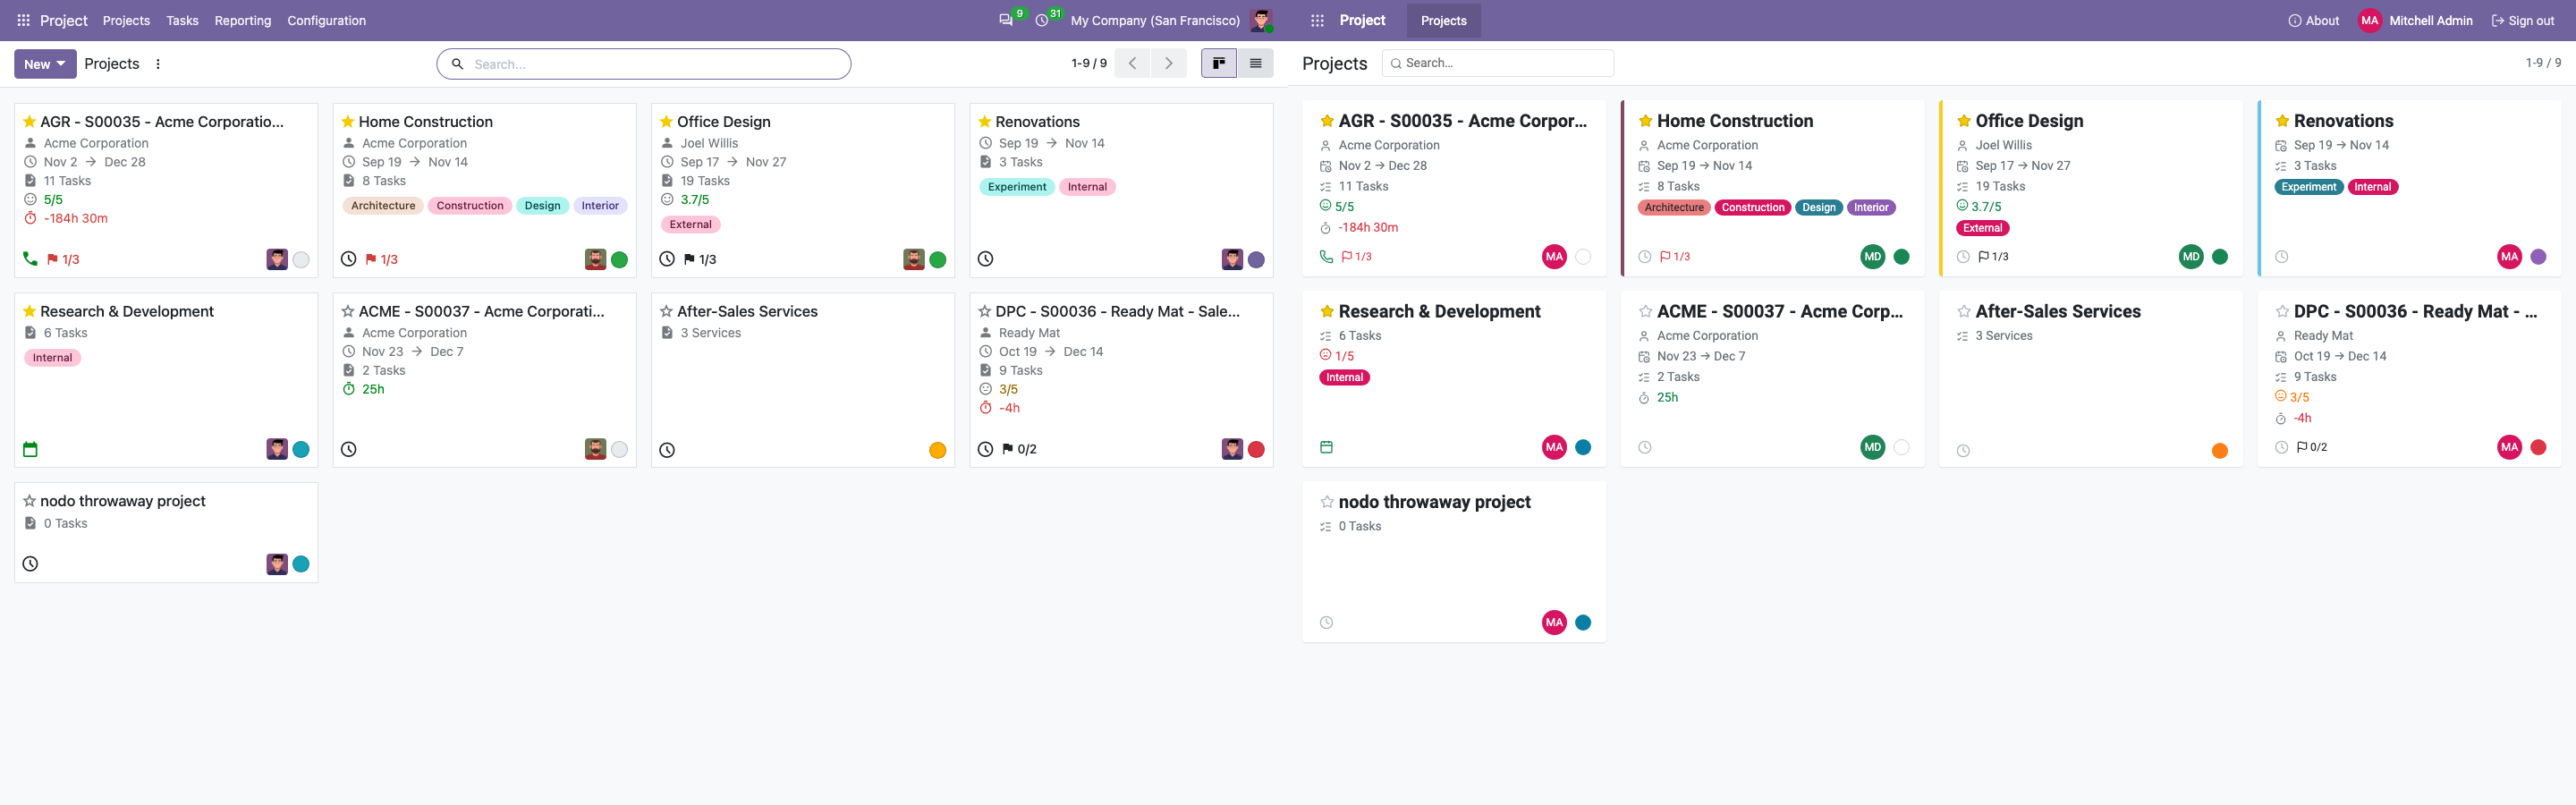 Project Projects Tasks Reporting Configuration 9 31 My Company (San Francisco)
New Projects Search... 1-9 / 9
AGR - S00035 - Acme Corporatio...
Acme Corporation
Nov 2 → Dec 28
11 Tasks
5/5
-184h 30m
1/3
Home Construction
Acme Corporation
Sep 19 → Nov 14
8 Tasks
Architecture Construction Design Interior
1/3
Office Design
Joel Willis
Sep 17 → Nov 27
19 Tasks
3.7/5
External
1/3
Renovations
Sep 19 → Nov 14
3 Tasks
Experiment Internal
Research & Development
6 Tasks
Internal
ACME - S00037 - Acme Corporati...
Acme Corporation
Nov 23 → Dec 7
2 Tasks
25h
After-Sales Services
3 Services
DPC - S00036 - Ready Mat - Sale...
Ready Mat
Oct 19 → Dec 14
9 Tasks
3/5
-4h
0/2
nodo throwaway project
0 Tasks
Project Projects About MA Mitchell Admin Sign out
Projects Search... 1-9 / 9
AGR - S00035 - Acme Corpor...
Acme Corporation
Nov 2 → Dec 28
11 Tasks
5/5
-184h 30m
1/3 MA
Home Construction
Acme Corporation
Sep 19 → Nov 14
8 Tasks
Architecture Construction Design Interior
1/3 MD
Office Design
Joel Willis
Sep 17 → Nov 27
19 Tasks
3.7/5
External
1/3 MD
Renovations
Sep 19 → Nov 14
3 Tasks
Experiment Internal
MA
Research & Development
6 Tasks
1/5
Internal
MA
ACME - S00037 - Acme Corp...
Acme Corporation
Nov 23 → Dec 7
2 Tasks
25h
MD
After-Sales Services
3 Services
DPC - S00036 - Ready Mat - ...
Ready Mat
Oct 19 → Dec 14
9 Tasks
3/5
-4h
0/2 MA
nodo throwaway project
0 Tasks
MA